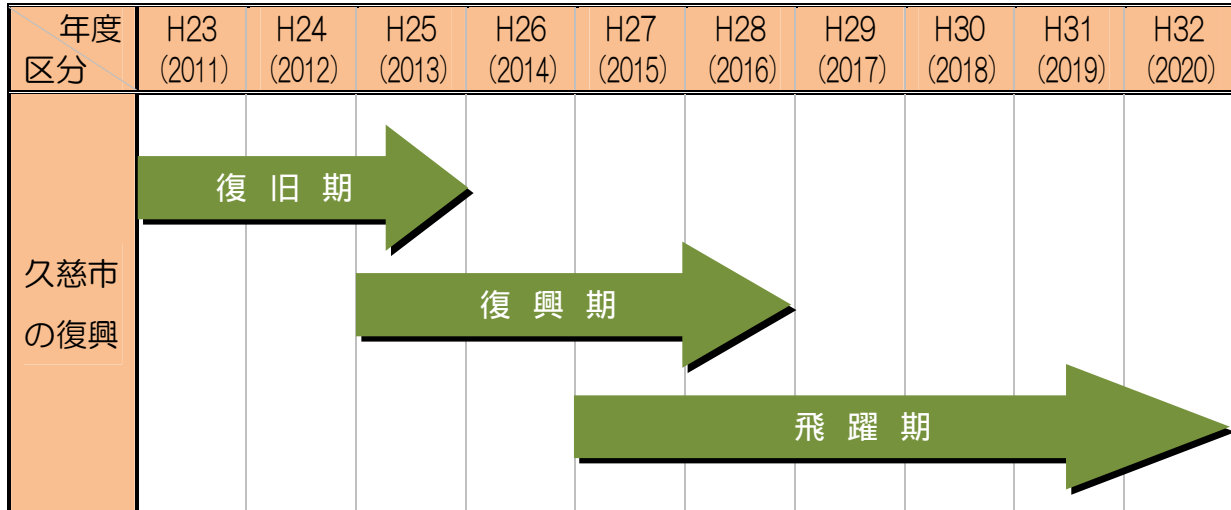 年度 H23 H24 H25 H26 H27 H28 H29 H30 H31 H32
区分 (2011) (2012) (2013) (2014) (2015) (2016) (2017) (2018) (2019) (2020)
復旧期
久慈市
の復興
復興期
飛躍期